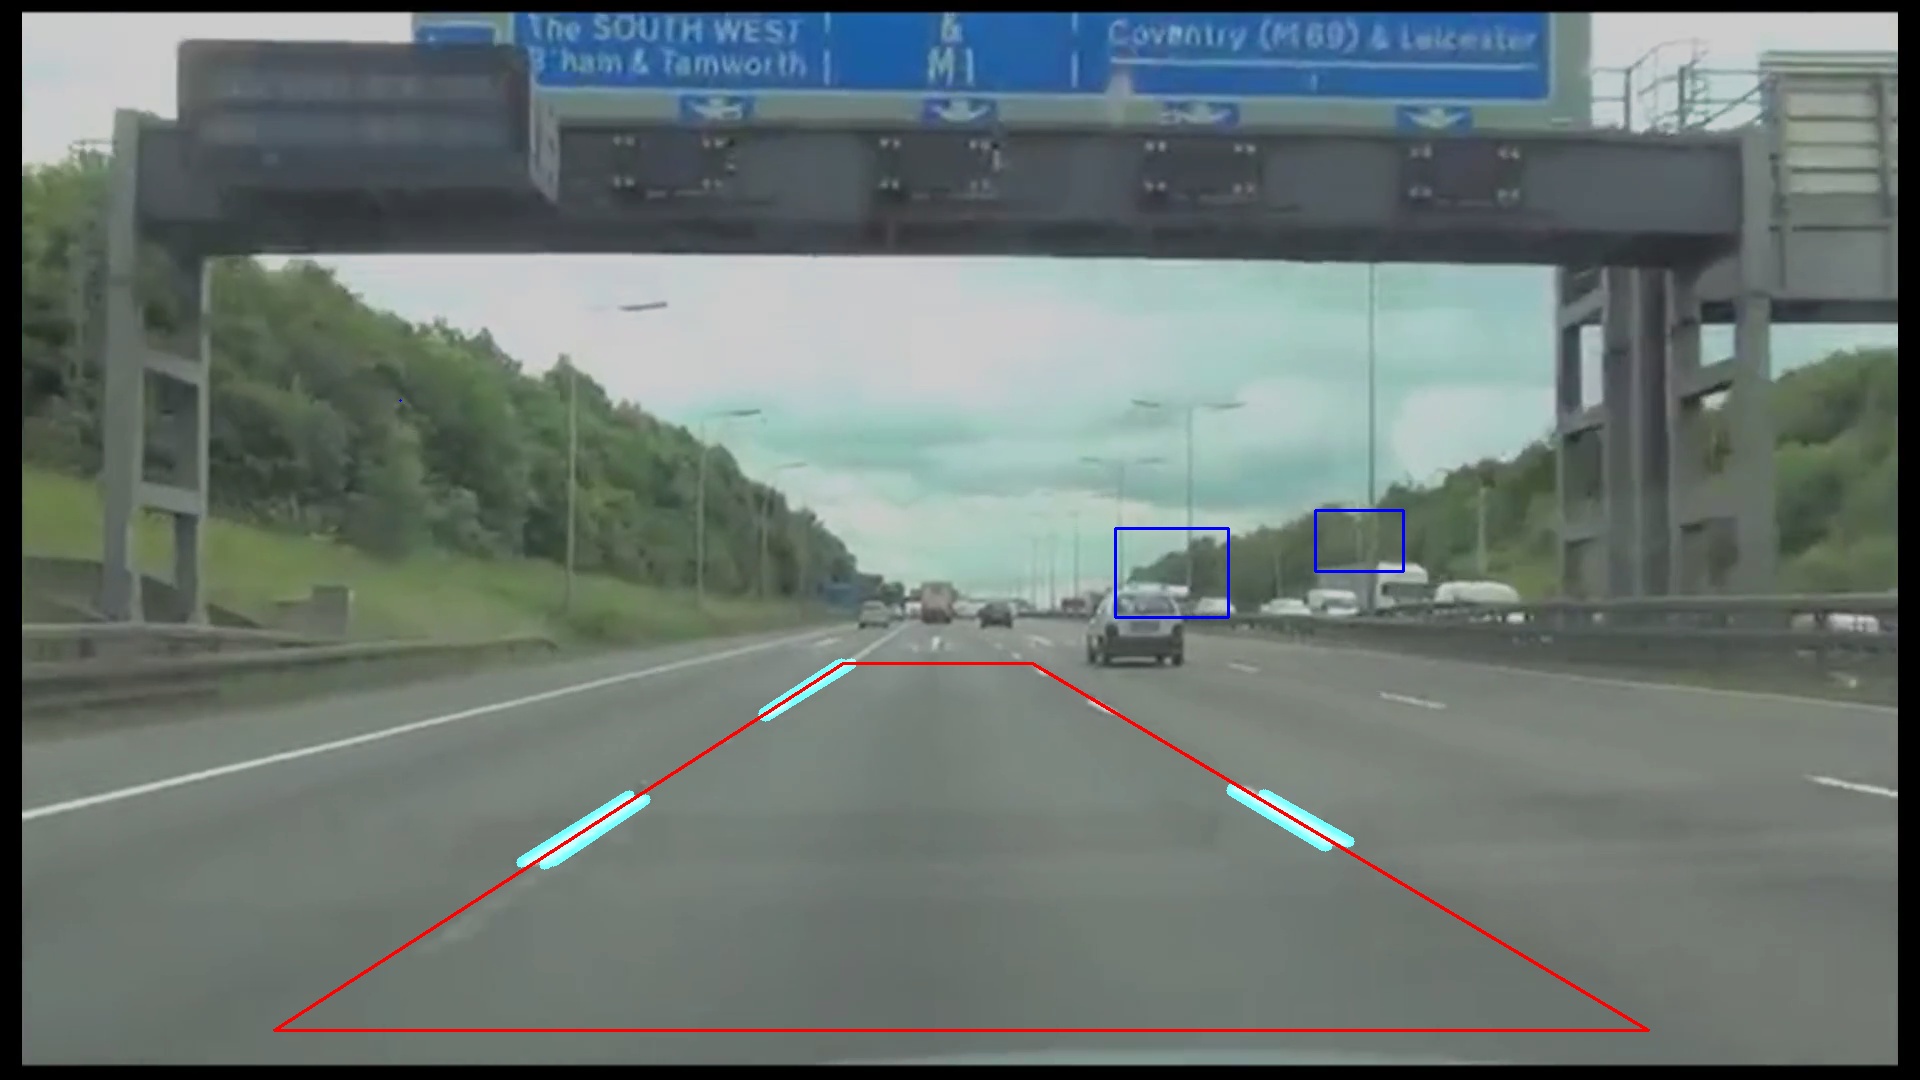 The SOUTH WEST
B'ham & Tamworth
&
M1
Coventry (M69) & Leicester